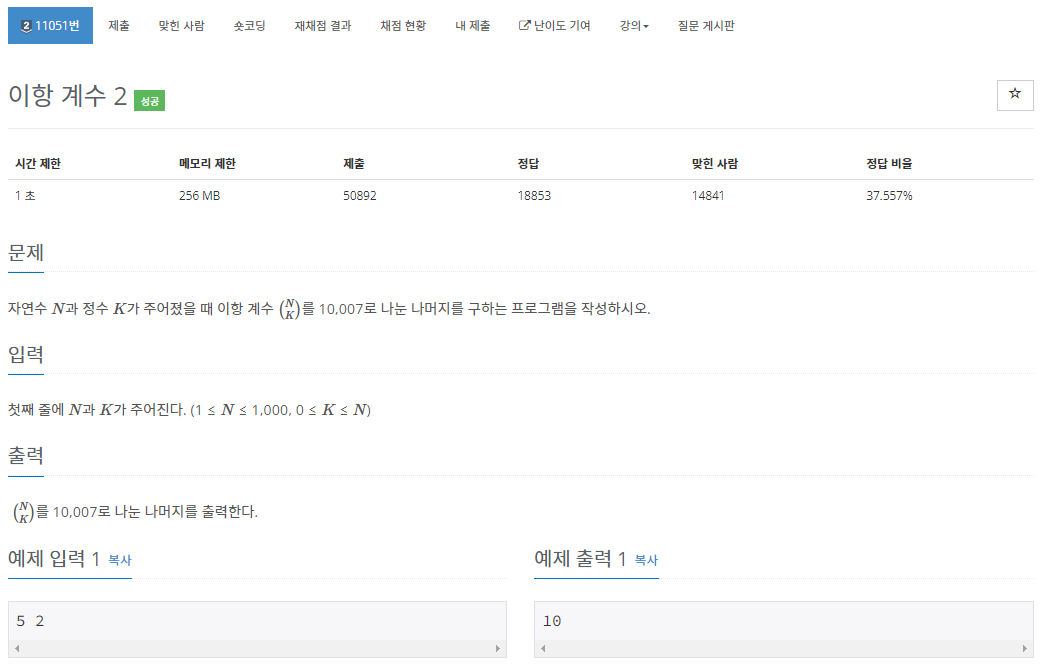 2 11051번 제출 맞힌 사람 숏코딩 재채점 결과 채점 현황 내 제출 난이도 기여 강의 질문 게시판
이항 계수 2 성공
시간 제한 메모리 제한 제출 정답 맞힌 사람 정답 비율
1 초 256 MB 50892 18853 14841 37.557%
문제
자연수 N과 정수 K가 주어졌을 때 이항 계수 (N K)를 10,007로 나눈 나머지를 구하는 프로그램을 작성하시오.
입력
첫째 줄에 N과 K가 주어진다. (1 ≤ N ≤ 1,000, 0 ≤ K ≤ N)
출력
(N K)를 10,007로 나눈 나머지를 출력한다.
예제 입력 1 복사 예제 출력 1 복사
5 2 10